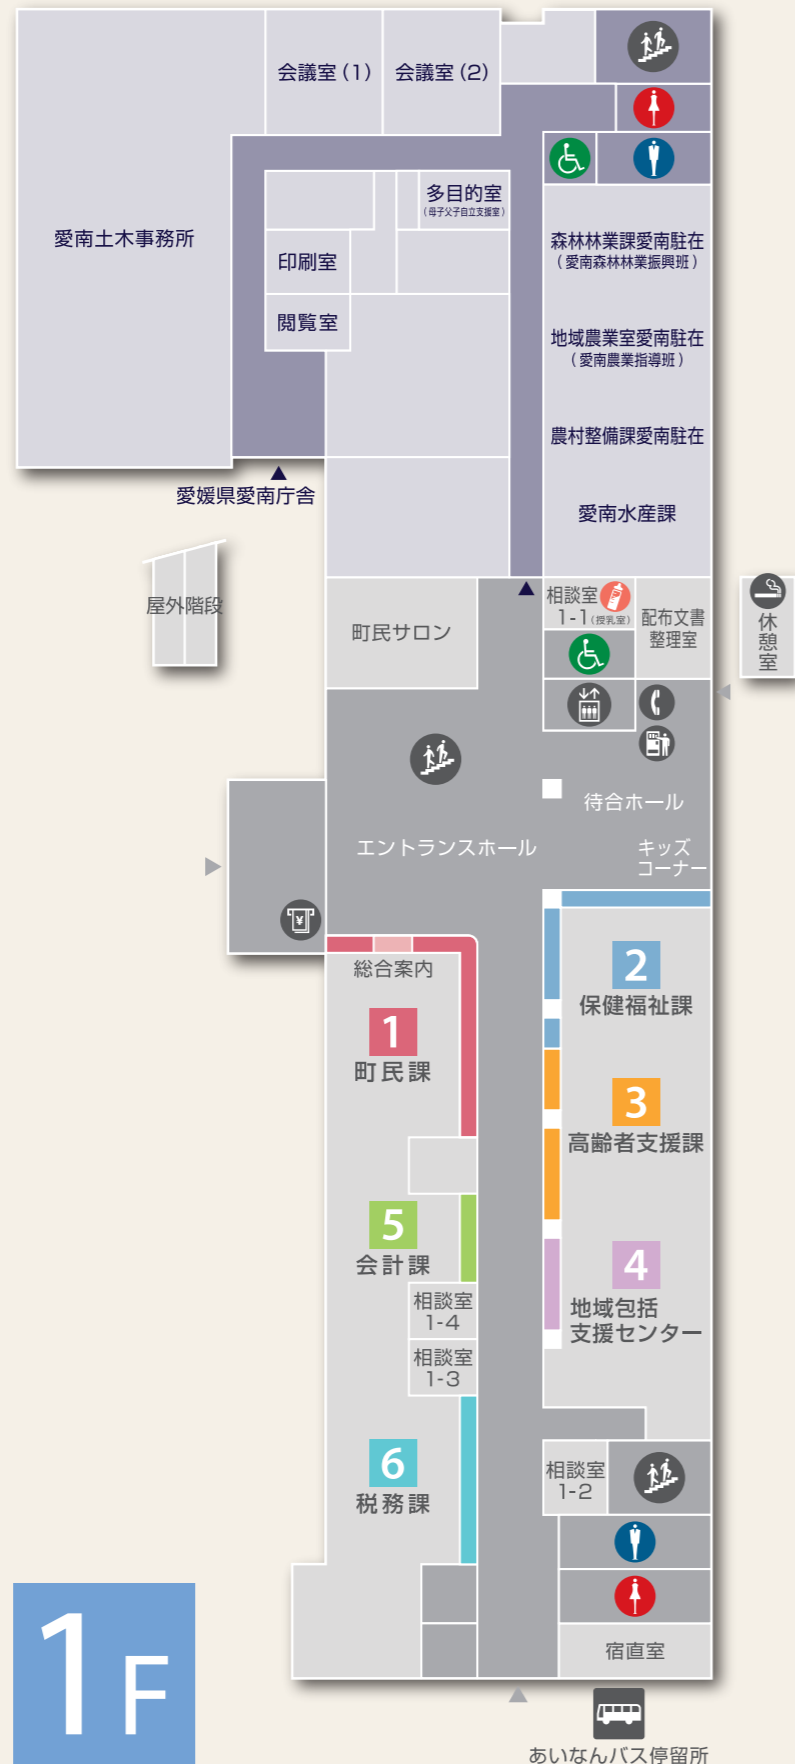 会議室(1)
会議室(2)
多目的室
(母子父子自立支援室)
愛南土木事務所
印刷室
閲覧室
森林林業課愛南駐在
(愛南森林林業振興班)
地域農業室愛南駐在
(愛南農業指導班)
農村整備課愛南駐在
愛南水産課
▲
愛媛県愛南庁舎
屋外階段
町民サロン
相談室
1-1(授乳室)
配布文書
整理室
休憩室
待合ホール
エントランスホール
キッズ
コーナー
¥
総合案内
1
町民課
2
保健福祉課
3
高齢者支援課
5
会計課
4
地域包括
支援センター
相談室
1-4
相談室
1-3
6
税務課
相談室
1-2
宿直室
1F
あいなんバス停留所